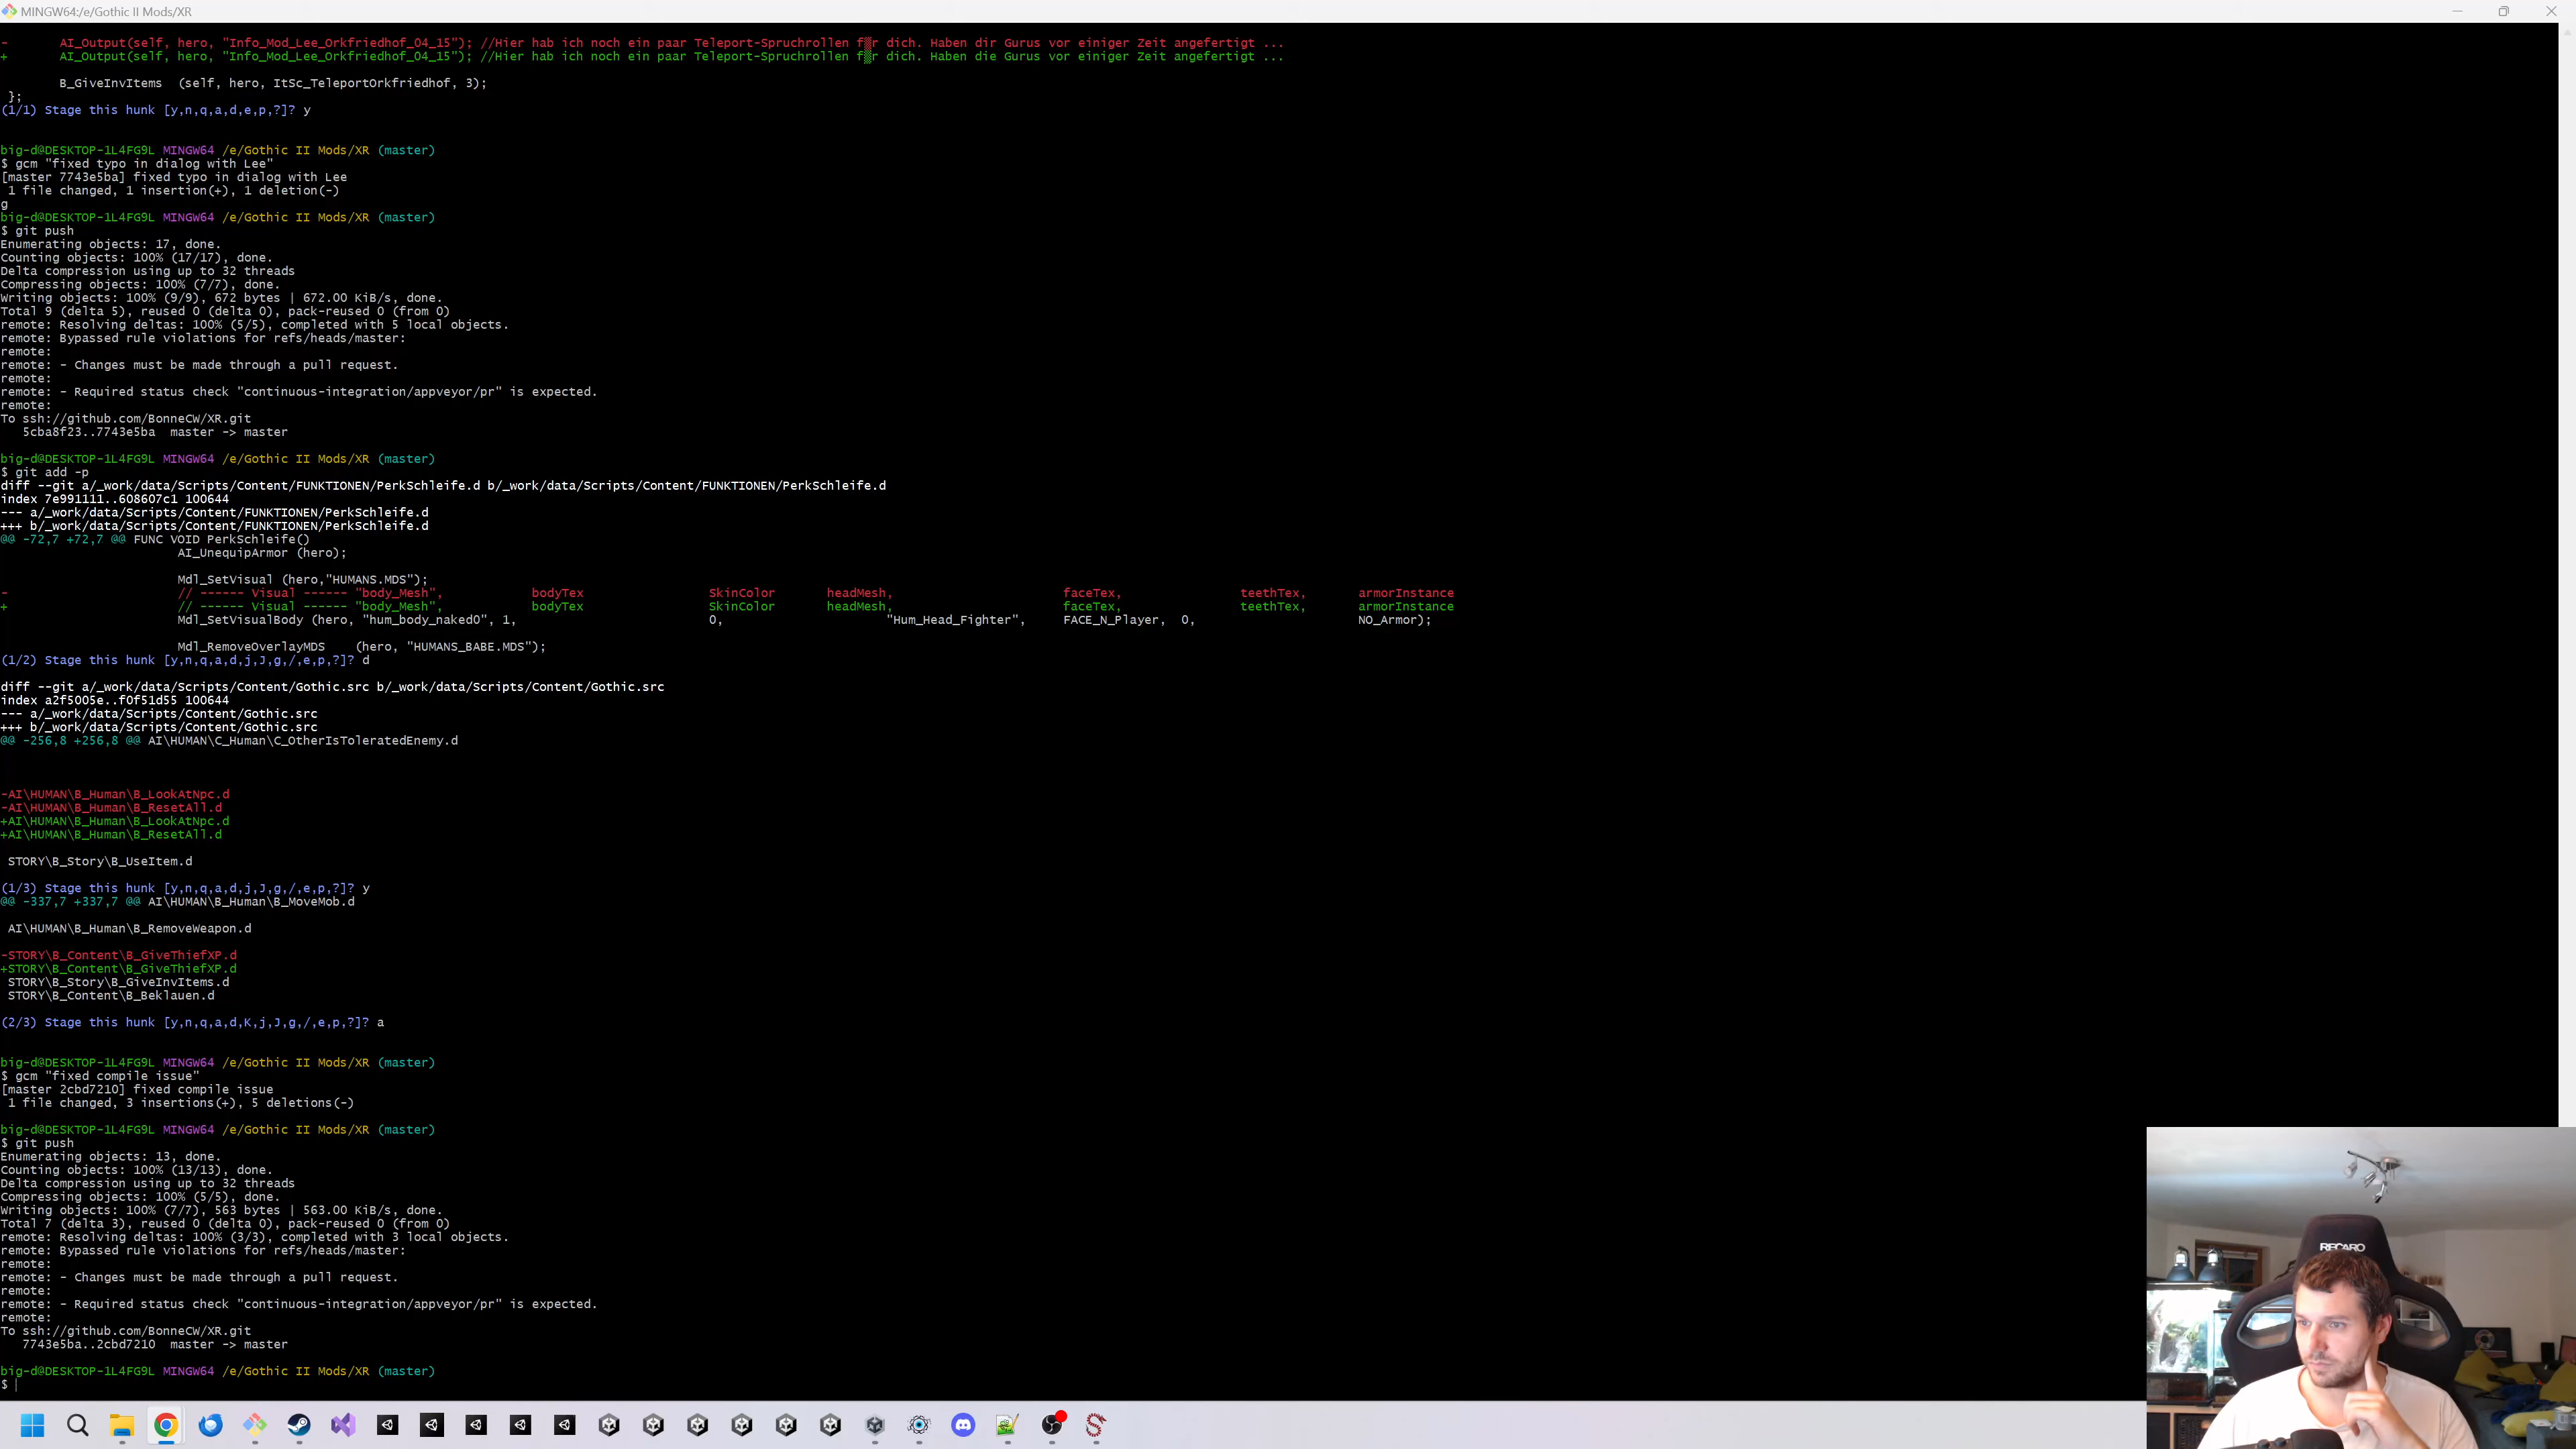 MINGW64:/e/Gothic II Mods/XR
-       AI_Output(self, hero, "Info_Mod_Lee_Orkfriedhof_04_15"); //Hier hab ich noch ein paar Teleport-Spruchrollen f▒r dich. Haben dir Gurus vor einiger Zeit angefertigt ...
+       AI_Output(self, hero, "Info_Mod_Lee_Orkfriedhof_04_15"); //Hier hab ich noch ein paar Teleport-Spruchrollen f▒r dich. Haben die Gurus vor einiger Zeit angefertigt ...
        B_GiveInvItems  (self, hero, ItSc_TeleportOrkfriedhof, 3);
 };
(1/1) Stage this hunk [y,n,q,a,d,e,p,?]? y
big-d@DESKTOP-1L4FG9L MINGW64 /e/Gothic II Mods/XR (master)
$ gcm "fixed typo in dialog with Lee"
[master 7743e5ba] fixed typo in dialog with Lee
 1 file changed, 1 insertion(+), 1 deletion(-)
g
big-d@DESKTOP-1L4FG9L MINGW64 /e/Gothic II Mods/XR (master)
$ git push
Enumerating objects: 17, done.
Counting objects: 100% (17/17), done.
Delta compression using up to 32 threads
Compressing objects: 100% (7/7), done.
Writing objects: 100% (9/9), 672 bytes | 672.00 KiB/s, done.
Total 9 (delta 5), reused 0 (delta 0), pack-reused 0 (from 0)
remote: Resolving deltas: 100% (5/5), completed with 5 local objects.
remote: Bypassed rule violations for refs/heads/master:
remote:
remote: - Changes must be made through a pull request.
remote:
remote: - Required status check "continuous-integration/appveyor/pr" is expected.
remote:
To ssh://github.com/BonneCW/XR.git
   5cba8f23..7743e5ba  master -> master
big-d@DESKTOP-1L4FG9L MINGW64 /e/Gothic II Mods/XR (master)
$ git add -p
diff --git a/_work/data/Scripts/Content/FUNKTIONEN/PerkSchleife.d b/_work/data/Scripts/Content/FUNKTIONEN/PerkSchleife.d
index 7e991111..608607c1 100644
--- a/_work/data/Scripts/Content/FUNKTIONEN/PerkSchleife.d
+++ b/_work/data/Scripts/Content/FUNKTIONEN/PerkSchleife.d
@@ -72,7 +72,7 @@ FUNC VOID PerkSchleife()
                        AI_UnequipArmor (hero);
                        Mdl_SetVisual (hero,"HUMANS.MDS");
-                       // ------ Visual ------ "body_Mesh",            bodyTex                 SkinColor       headMesh,                       faceTex,                teethTex,       armorInstance
+                       // ------ Visual ------ "body_Mesh",            bodyTex                 SkinColor       headMesh,                       faceTex,                teethTex,       armorInstance
                        Mdl_SetVisualBody (hero, "hum_body_naked0", 1,                          0,                      "Hum_Head_Fighter",     FACE_N_Player,  0,                      NO_Armor);
                        Mdl_RemoveOverlayMDS    (hero, "HUMANS_BABE.MDS");
(1/2) Stage this hunk [y,n,q,a,d,j,J,g,/,e,p,?]? d
diff --git a/_work/data/Scripts/Content/Gothic.src b/_work/data/Scripts/Content/Gothic.src
index a2f5005e..f0f51d55 100644
--- a/_work/data/Scripts/Content/Gothic.src
+++ b/_work/data/Scripts/Content/Gothic.src
@@ -256,8 +256,8 @@ AI\HUMAN\C_Human\C_OtherIsToleratedEnemy.d
-AI\HUMAN\B_Human\B_LookAtNpc.d
-AI\HUMAN\B_Human\B_ResetAll.d
+AI\HUMAN\B_Human\B_LookAtNpc.d
+AI\HUMAN\B_Human\B_ResetAll.d
 STORY\B_Story\B_UseItem.d
(1/3) Stage this hunk [y,n,q,a,d,j,J,g,/,e,p,?]? y
@@ -337,7 +337,7 @@ AI\HUMAN\B_Human\B_MoveMob.d
 AI\HUMAN\B_Human\B_RemoveWeapon.d
-STORY\B_Content\B_GiveThiefXP.d
+STORY\B_Content\B_GiveThiefXP.d
 STORY\B_Story\B_GiveInvItems.d
 STORY\B_Content\B_Beklauen.d
(2/3) Stage this hunk [y,n,q,a,d,K,j,J,g,/,e,p,?]? a
big-d@DESKTOP-1L4FG9L MINGW64 /e/Gothic II Mods/XR (master)
$ gcm "fixed compile issue"
[master 2cbd7210] fixed compile issue
 1 file changed, 3 insertions(+), 5 deletions(-)
big-d@DESKTOP-1L4FG9L MINGW64 /e/Gothic II Mods/XR (master)
$ git push
Enumerating objects: 13, done.
Counting objects: 100% (13/13), done.
Delta compression using up to 32 threads
Compressing objects: 100% (5/5), done.
Writing objects: 100% (7/7), 563 bytes | 563.00 KiB/s, done.
Total 7 (delta 3), reused 0 (delta 0), pack-reused 0 (from 0)
remote: Resolving deltas: 100% (3/3), completed with 3 local objects.
remote: Bypassed rule violations for refs/heads/master:
remote:
remote: - Changes must be made through a pull request.
remote:
remote: - Required status check "continuous-integration/appveyor/pr" is expected.
remote:
To ssh://github.com/BonneCW/XR.git
   7743e5ba..2cbd7210  master -> master
big-d@DESKTOP-1L4FG9L MINGW64 /e/Gothic II Mods/XR (master)
$
RECARO